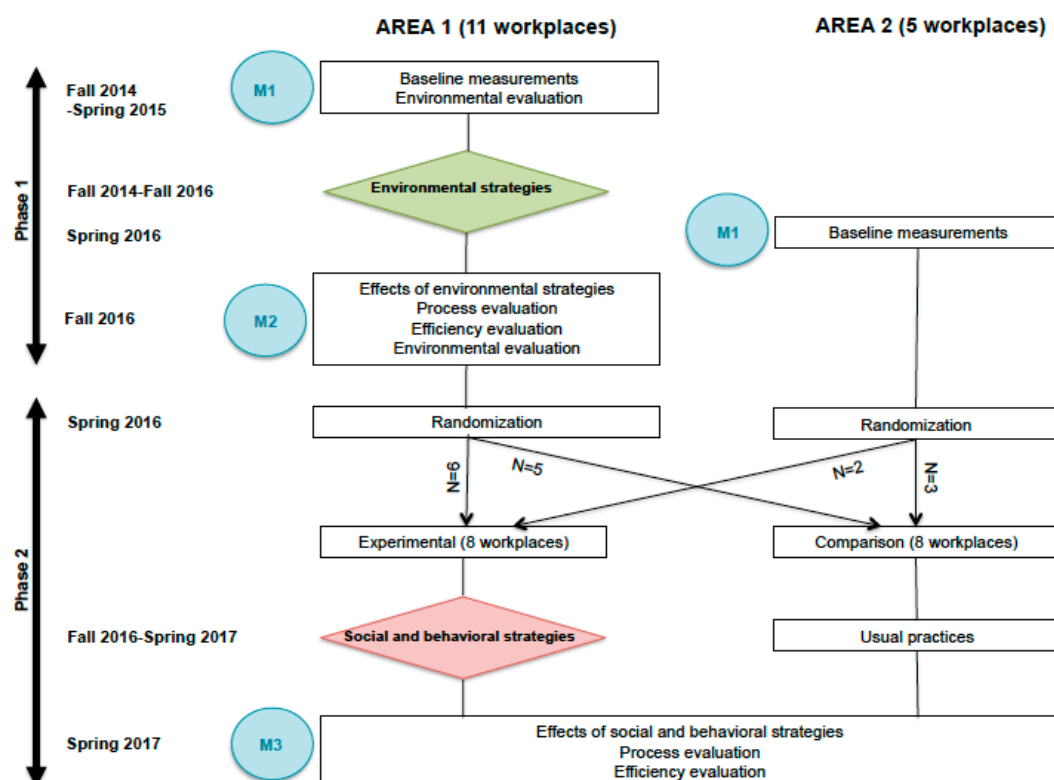 AREA 1 (11 workplaces)
AREA 2 (5 workplaces)
Phase 1
Fall 2014
-Spring 2015
M1
Baseline measurements
Environmental evaluation
Fall 2014-Fall 2016
Environmental strategies
Spring 2016
M1
Baseline measurements
Fall 2016
M2
Effects of environmental strategies
Process evaluation
Efficiency evaluation
Environmental evaluation
Phase 2
Spring 2016
Randomization
Randomization
N=6
N=5
N=2
N=3
Experimental (8 workplaces)
Comparison (8 workplaces)
Fall 2016-Spring 2017
Social and behavioral strategies
Usual practices
Spring 2017
M3
Effects of social and behavioral strategies
Process evaluation
Efficiency evaluation